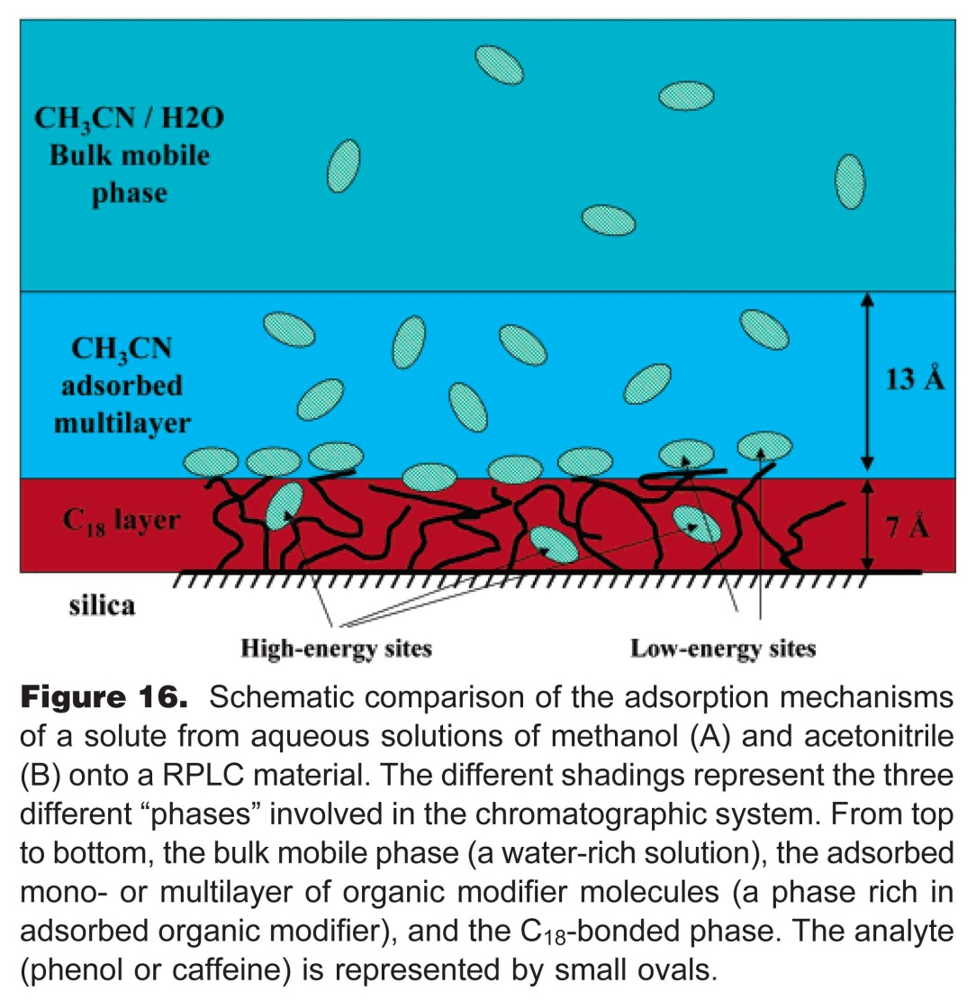 CH₃CN / H2O
Bulk mobile
phase
CH₃CN
adsorbed
multilayer
13 Å
C₁₈ layer
7 Å
silica
High-energy sites
Low-energy sites
Figure 16. Schematic comparison of the adsorption mechanisms
of a solute from aqueous solutions of methanol (A) and acetonitrile
(B) onto a RPLC material. The different shadings represent the three
different “phases” involved in the chromatographic system. From top
to bottom, the bulk mobile phase (a water-rich solution), the adsorbed
mono- or multilayer of organic modifier molecules (a phase rich in
adsorbed organic modifier), and the C₁₈-bonded phase. The analyte
(phenol or caffeine) is represented by small ovals.